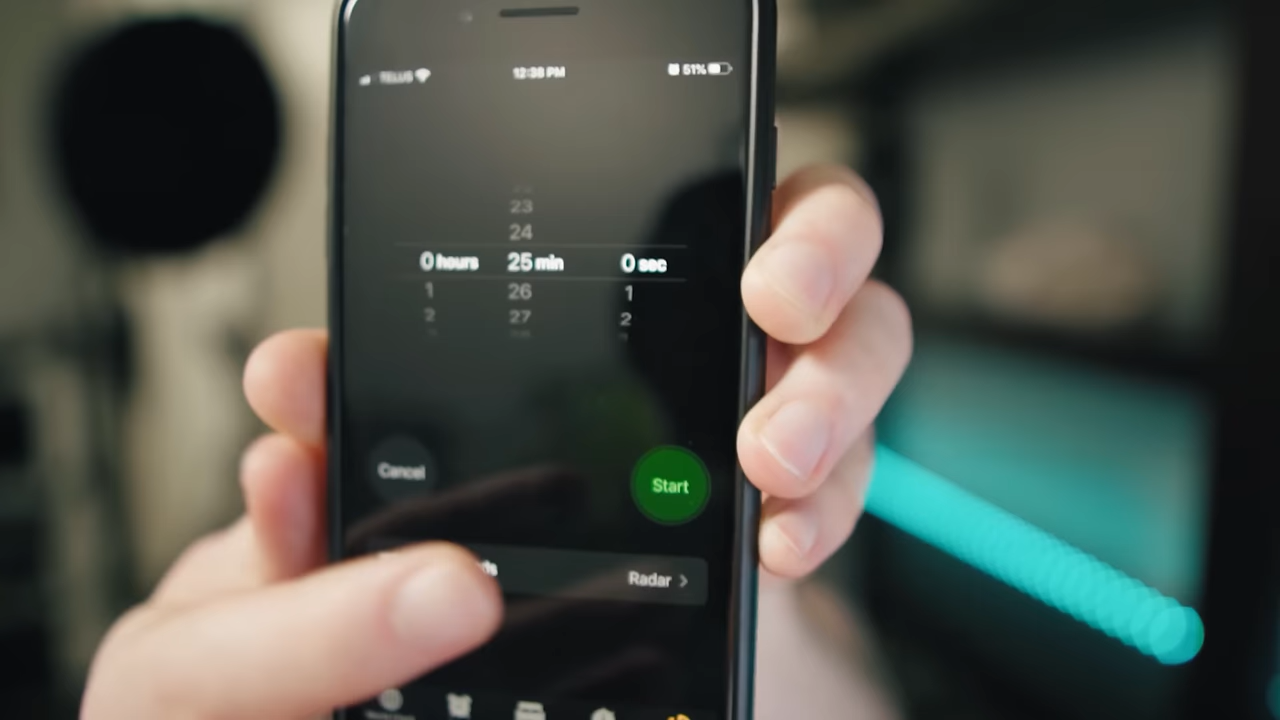 TELUS 12:38 PM 51%
23
24
0 hours 25 min 0 sec
1 26 1
2 27 2
Cancel Start
Radar